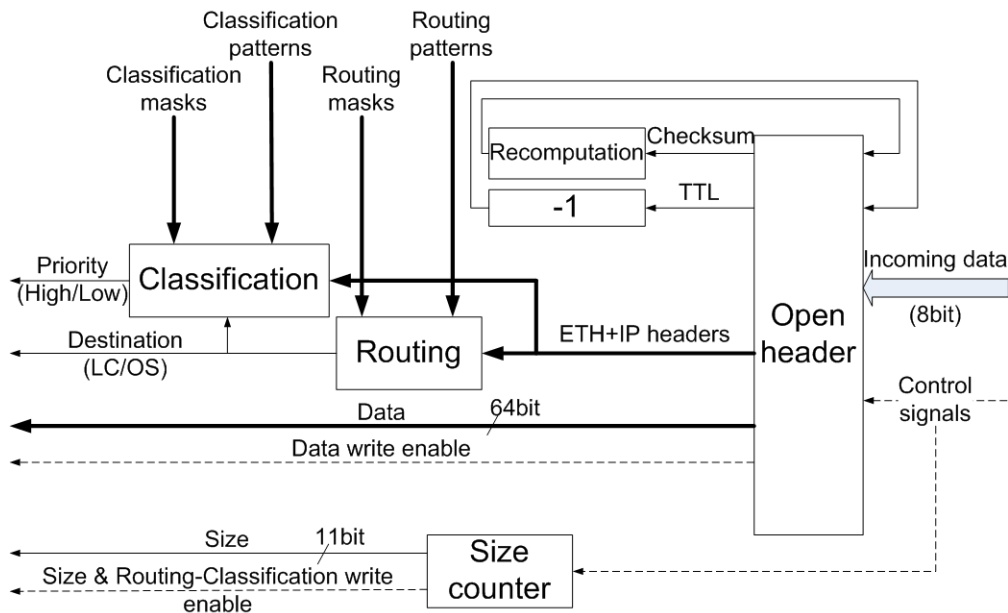 Classification
patterns
Routing
patterns
Classification
masks
Routing
masks
Checksum
Recomputation
TTL
-1
Priority
(High/Low)
Classification
Incoming data
(8bit)
Destination
(LC/OS)
Routing
ETH+IP headers
Open
header
Control
signals
Data
64bit
Data write enable
Size
11bit
Size
counter
Size & Routing-Classification write
enable